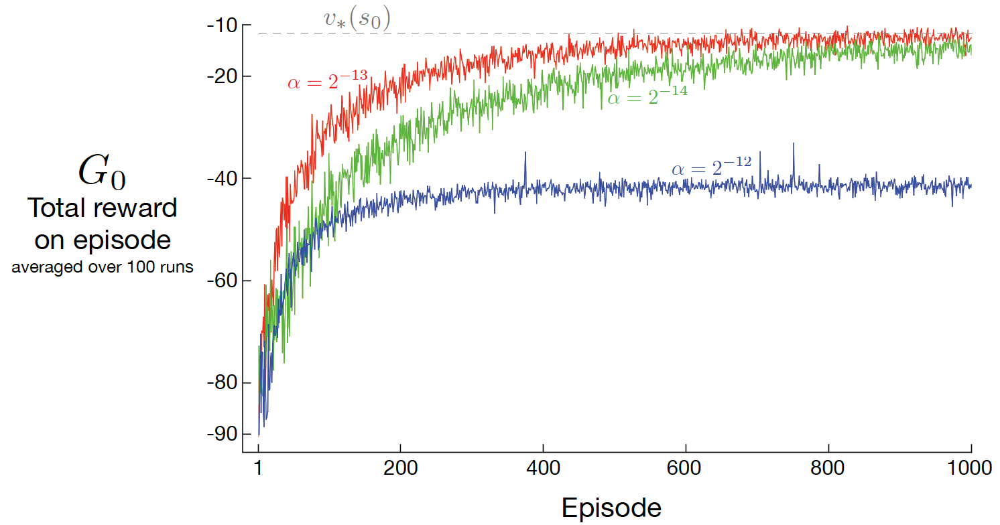 v∗(s₀)
-10
-20
-40
-60
-80
-90
α = 2⁻¹³
α = 2⁻¹⁴
α = 2⁻¹²
G₀
Total reward
on episode
averaged over 100 runs
1 200 400 600 800 1000
Episode